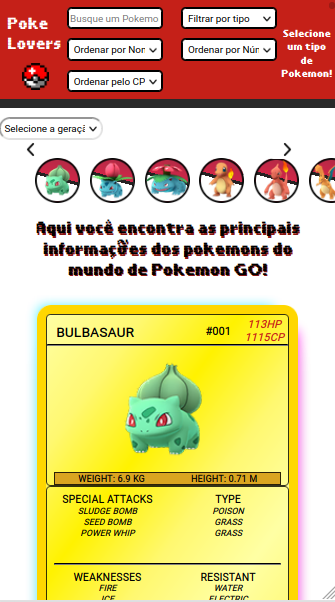 Poke
Lovers
Busque um Pokemo
Filtrar por tipo
Ordenar por Nor
Ordenar por Núr
Ordenar pelo CP
Selecione
um tipo
de
Pokemon!
Selecione a geraçã
Aqui você encontra as principais
informações dos pokemons do
mundo de Pokemon GO!
BULBASAUR
#001
113HP
1115CP
WEIGHT: 6.9 KG
HEIGHT: 0.71 M
SPECIAL ATTACKS
SLUDGE BOMB
SEED BOMB
POWER WHIP
TYPE
POISON
GRASS
GRASS
WEAKNESSES
FIRE
ICE
RESISTANT
WATER
ELECTRIC